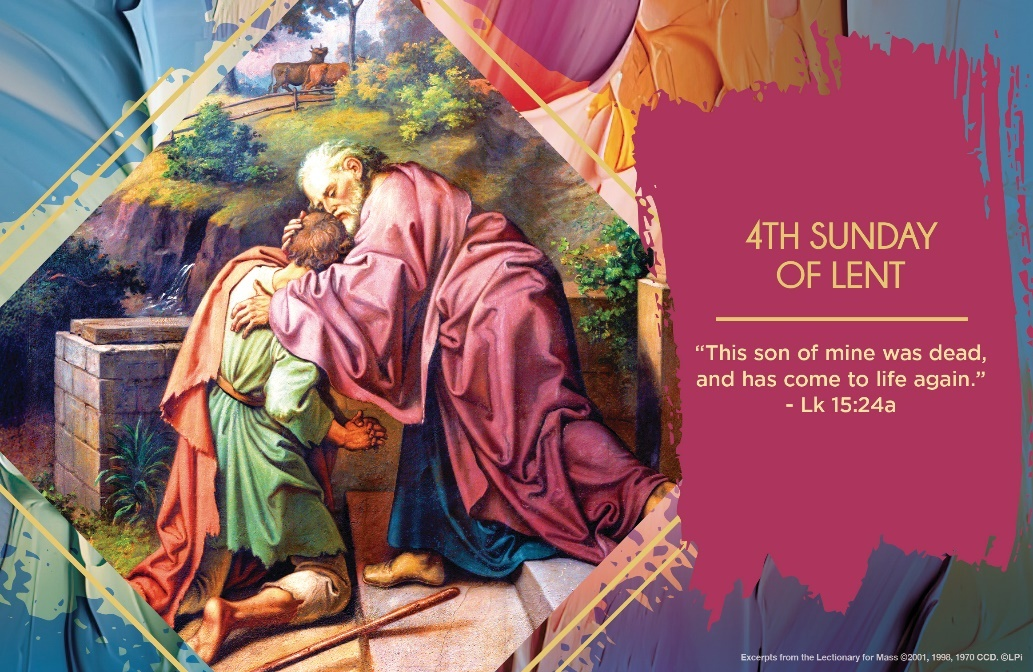 4TH SUNDAY
OF LENT
“This son of mine was dead,
and has come to life again.”
- Lk 15:24a
Excerpts from the Lectionary for Mass ©2001, 1998, 1970 CCD. ©LPi